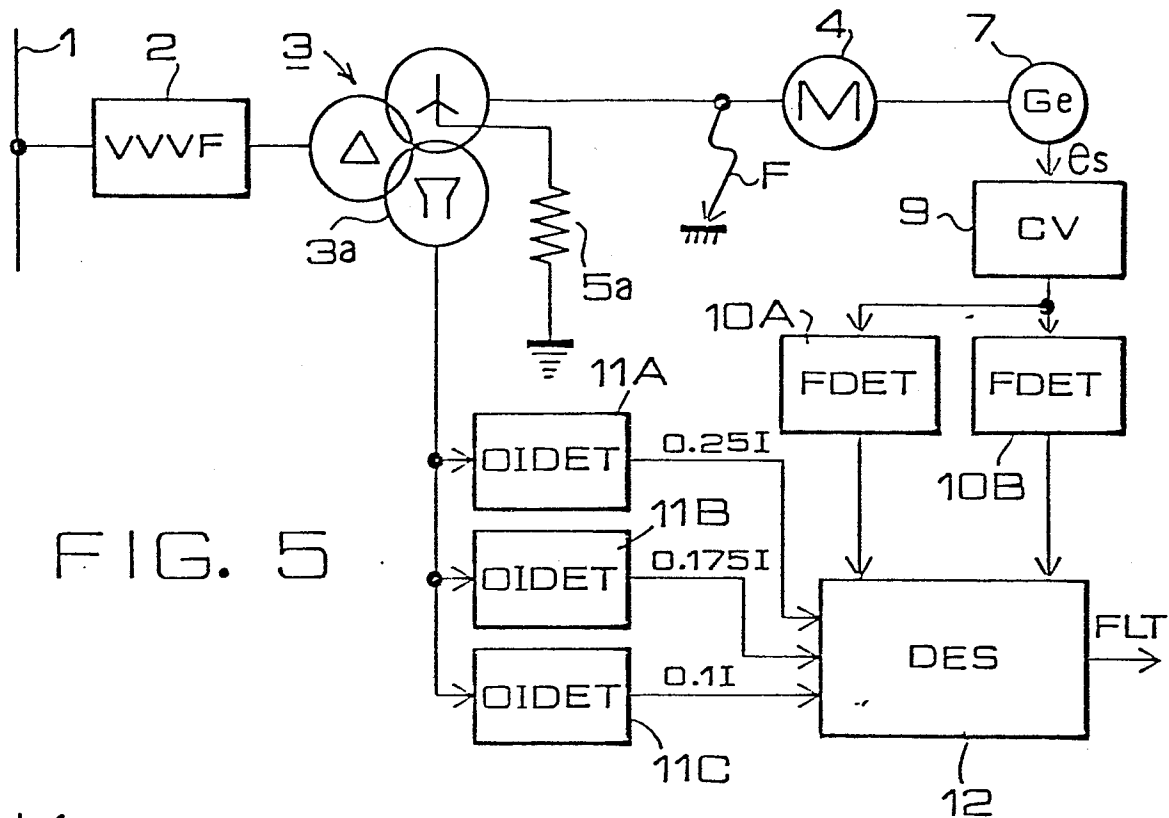 1
2
3
4
7
VVVF
M
Ge
es
F
3a
5a
9
CV
10A
FDET
FDET
10B
11A
OIDET
0.25I
11B
OIDET
0.175I
FIG. 5
OIDET
0.1I
11C
DES
FLT
12